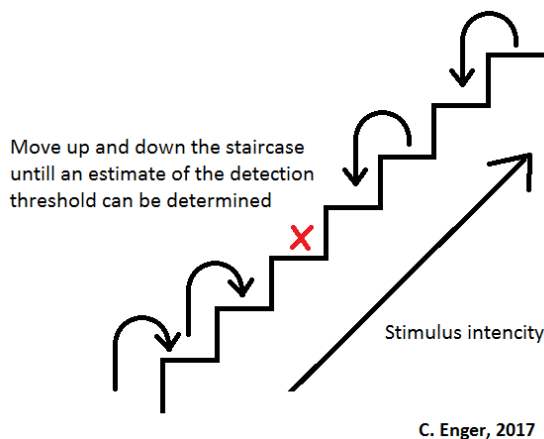 Move up and down the staircase
untill an estimate of the detection
threshold can be determined
Stimulus intencity
C. Enger, 2017